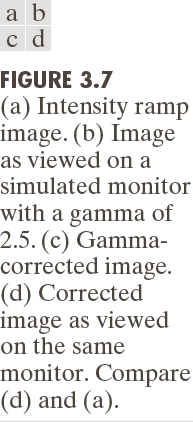 a b
c d
FIGURE 3.7
(a) Intensity ramp
image. (b) Image
as viewed on a
simulated monitor
with a gamma of
2.5. (c) Gamma-
corrected image.
(d) Corrected
image as viewed
on the same
monitor. Compare
(d) and (a).